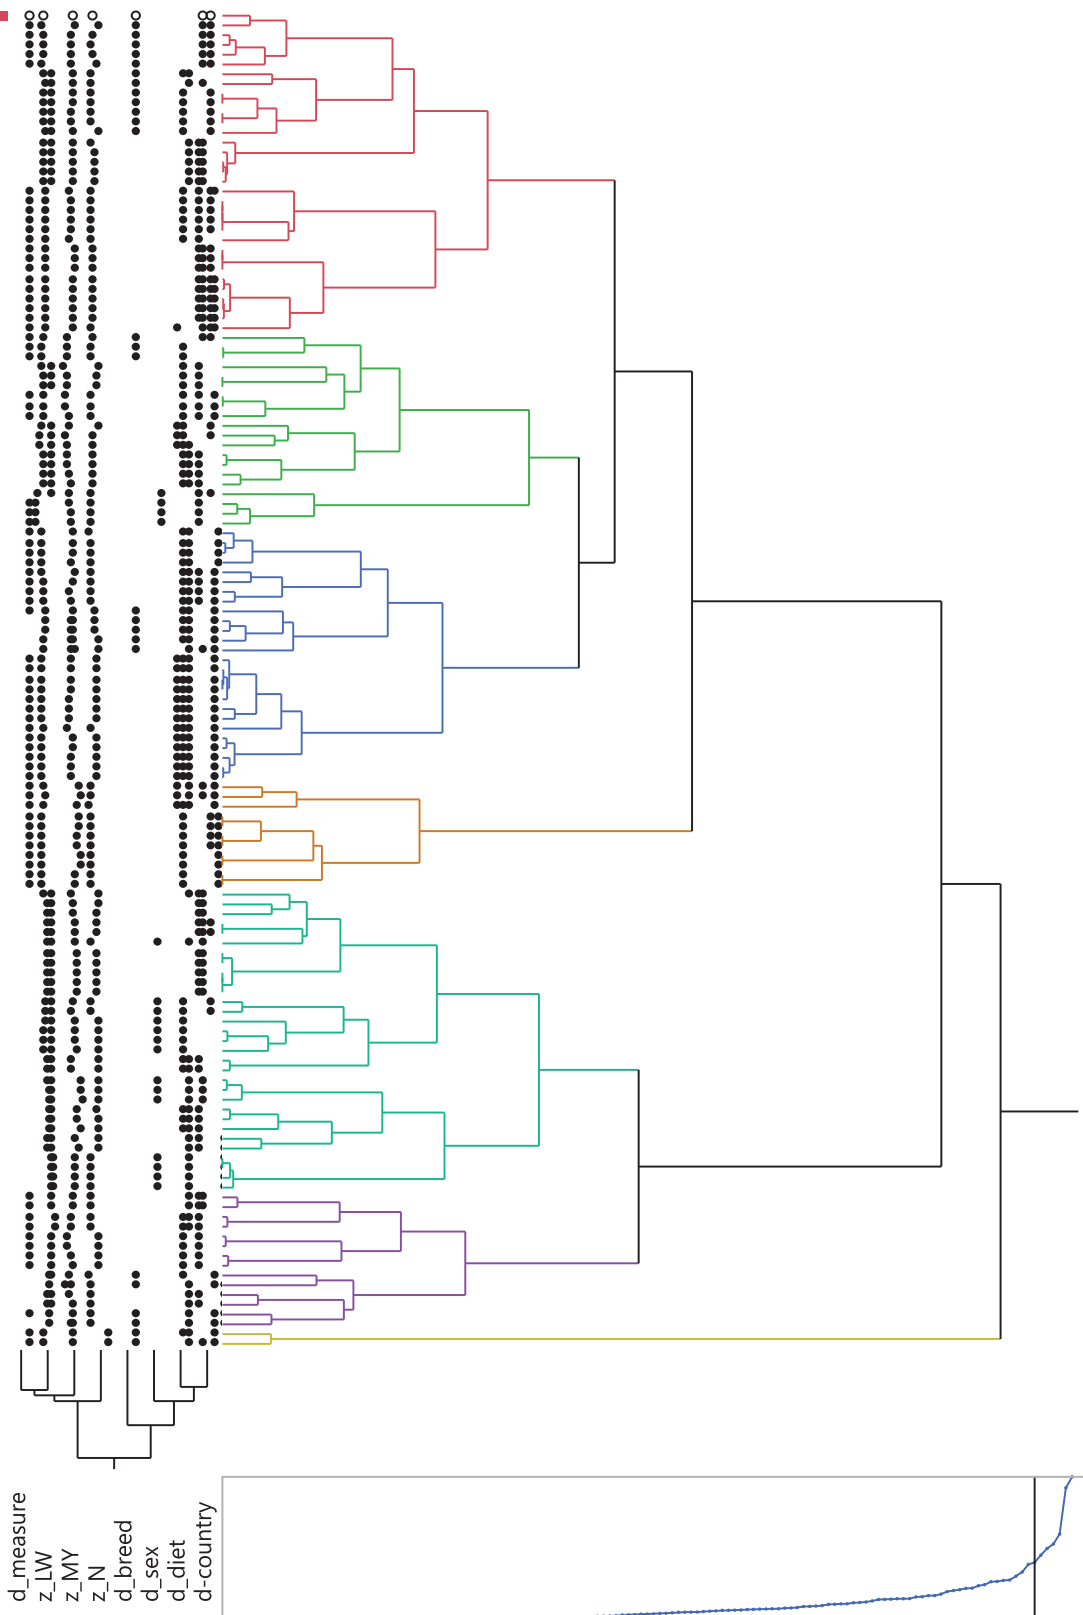 d_measure
z_LW
z_MY
z_N
d_breed
d_sex
d_diet
d-country